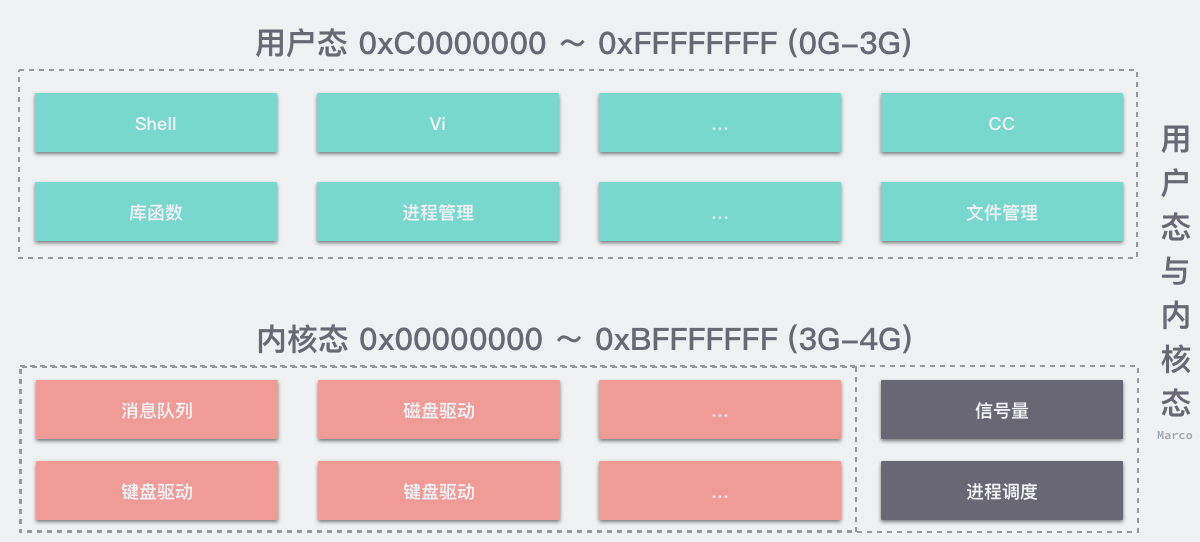 用户态 0xC0000000 ～ 0xFFFFFFFF (0G-3G)
Shell
Vi
...
CC
库函数
进程管理
...
文件管理
内核态 0x00000000 ～ 0xBFFFFFFF (3G-4G)
消息队列
磁盘驱动
...
信号量
键盘驱动
键盘驱动
...
进程调度
用户态与内核态
Marco